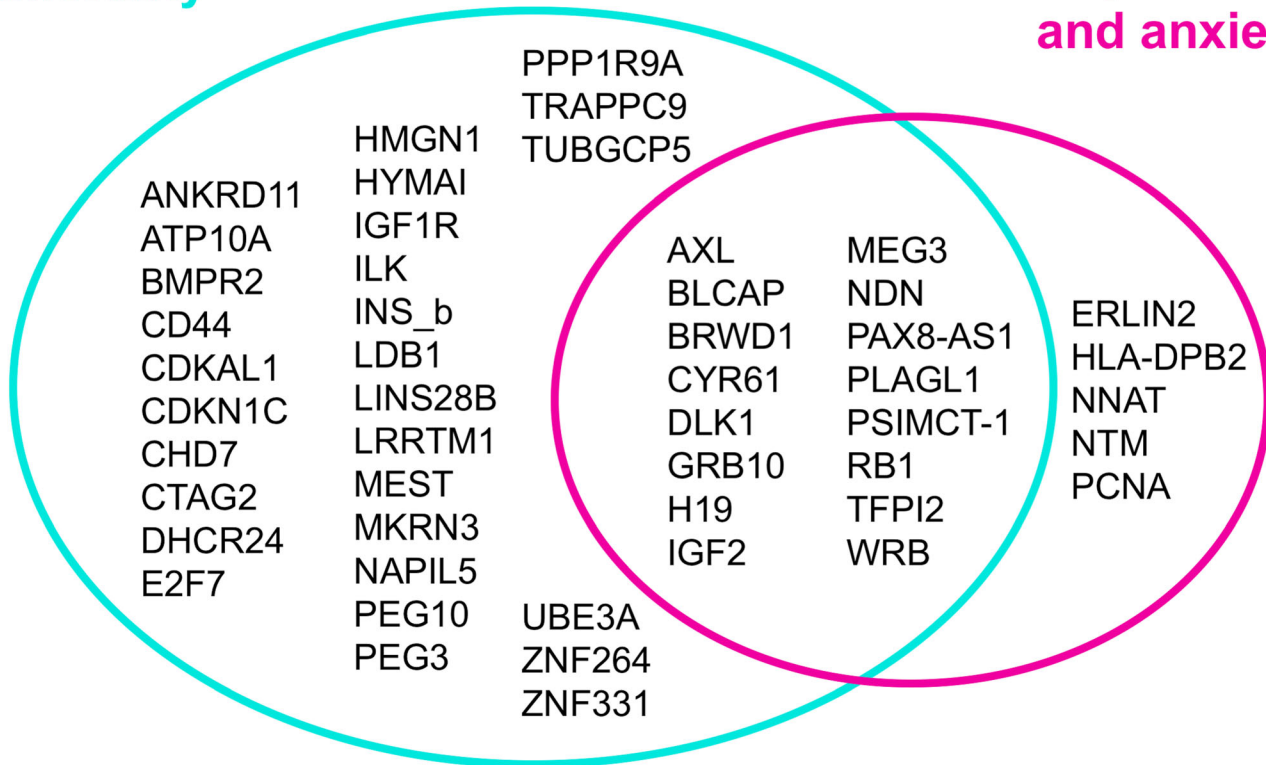 and anxie
PPP1R9A
TRAPPC9
TUBGCP5
ANKRD11
ATP10A
BMPR2
CD44
CDKAL1
CDKN1C
CHD7
CTAG2
DHCR24
E2F7
HMGN1
HYMAI
IGF1R
ILK
INS_b
LDB1
LINS28B
LRRTM1
MEST
MKRN3
NAPIL5
PEG10
PEG3
UBE3A
ZNF264
ZNF331
AXL
BLCAP
BRWD1
CYR61
DLK1
GRB10
H19
IGF2
MEG3
NDN
PAX8-AS1
PLAGL1
PSIMCT-1
RB1
TFPI2
WRB
ERLIN2
HLA-DPB2
NNAT
NTM
PCNA